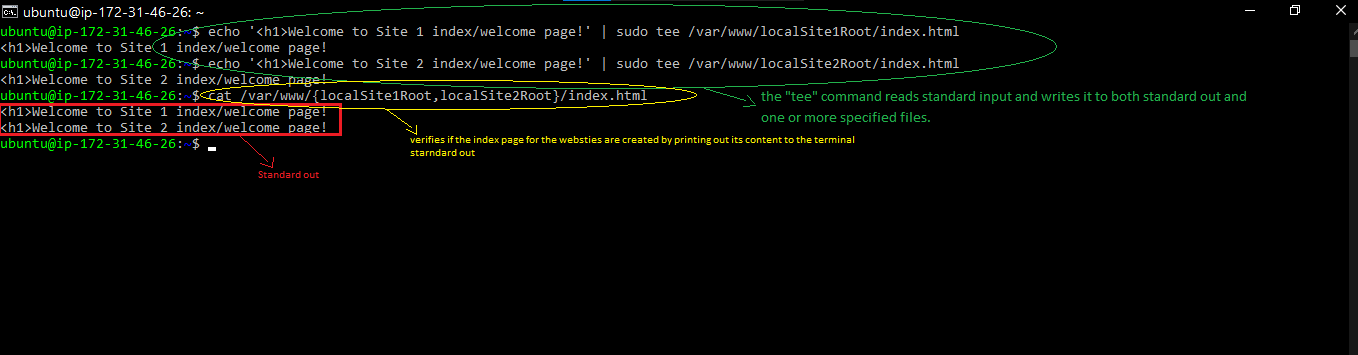 ubuntu@ip-172-31-46-26: ~
ubuntu@ip-172-31-46-26:~$ echo '<h1>Welcome to Site 1 index/welcome page!' | sudo tee /var/www/localSite1Root/index.html
<h1>Welcome to Site 1 index/welcome page!
ubuntu@ip-172-31-46-26:~$ echo '<h1>Welcome to Site 2 index/welcome page!' | sudo tee /var/www/localSite2Root/index.html
<h1>Welcome to Site 2 index/welcome page!
ubuntu@ip-172-31-46-26:~$ cat /var/www/{localSite1Root,localSite2Root}/index.html
<h1>Welcome to Site 1 index/welcome page!
<h1>Welcome to Site 2 index/welcome page!
ubuntu@ip-172-31-46-26:~$
the "tee" command reads standard input and writes it to both standard out and
one or more specified files.
verifies if the index page for the websties are created by printing out its content to the terminal
starndard out
Standard out